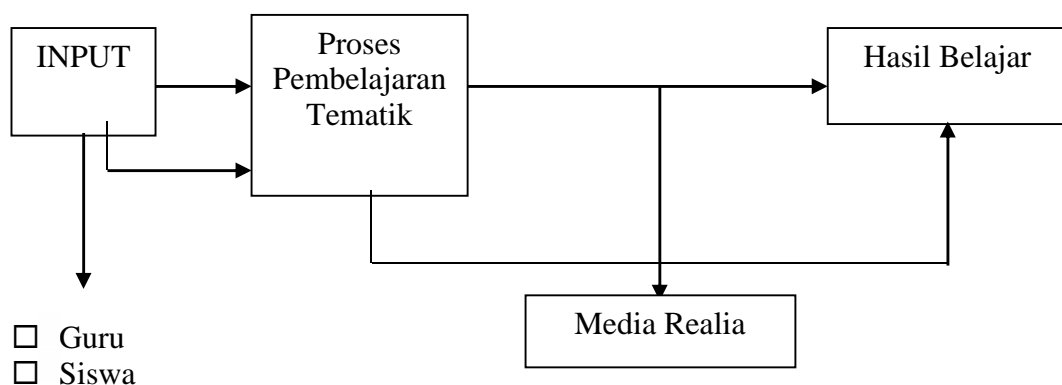 INPUT
Proses
Pembelajaran
Tematik
Hasil Belajar
Media Realia
Guru
Siswa